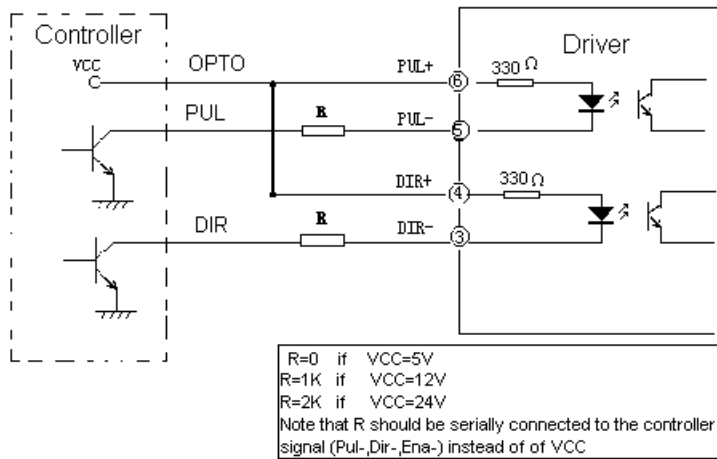 Controller
VCC
OPTO
PUL+
6
330Ω
Driver
PUL
R
PUL-
5
DIR+
4
330Ω
DIR
R
DIR-
3
R=0 if VCC=5V
R=1K if VCC=12V
R=2K if VCC=24V
Note that R should be serially connected to the controller
signal (Pul-,Dir-,Ena-) instead of of VCC